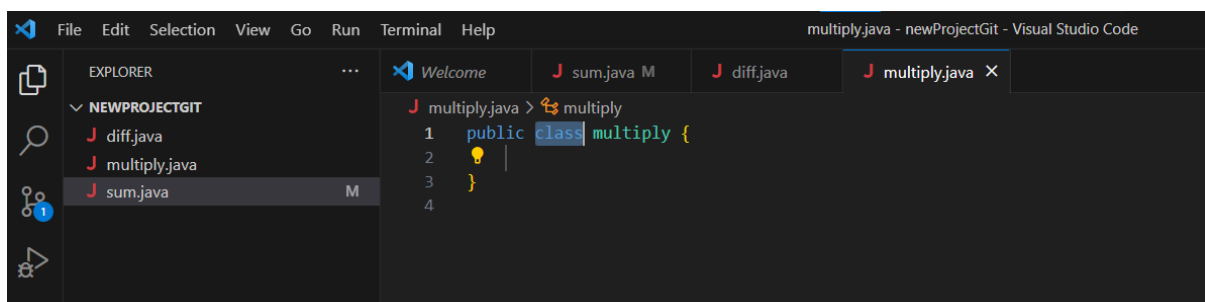 File Edit Selection View Go Run Terminal Help multiply.java - newProjectGit - Visual Studio Code
EXPLORER ...
NEWPROJECTGIT
J diff.java
J multiply.java
J sum.java M
1
Welcome J sum.java M J diff.java J multiply.java ×
J multiply.java > multiply
1 public class multiply {
2
3 }
4